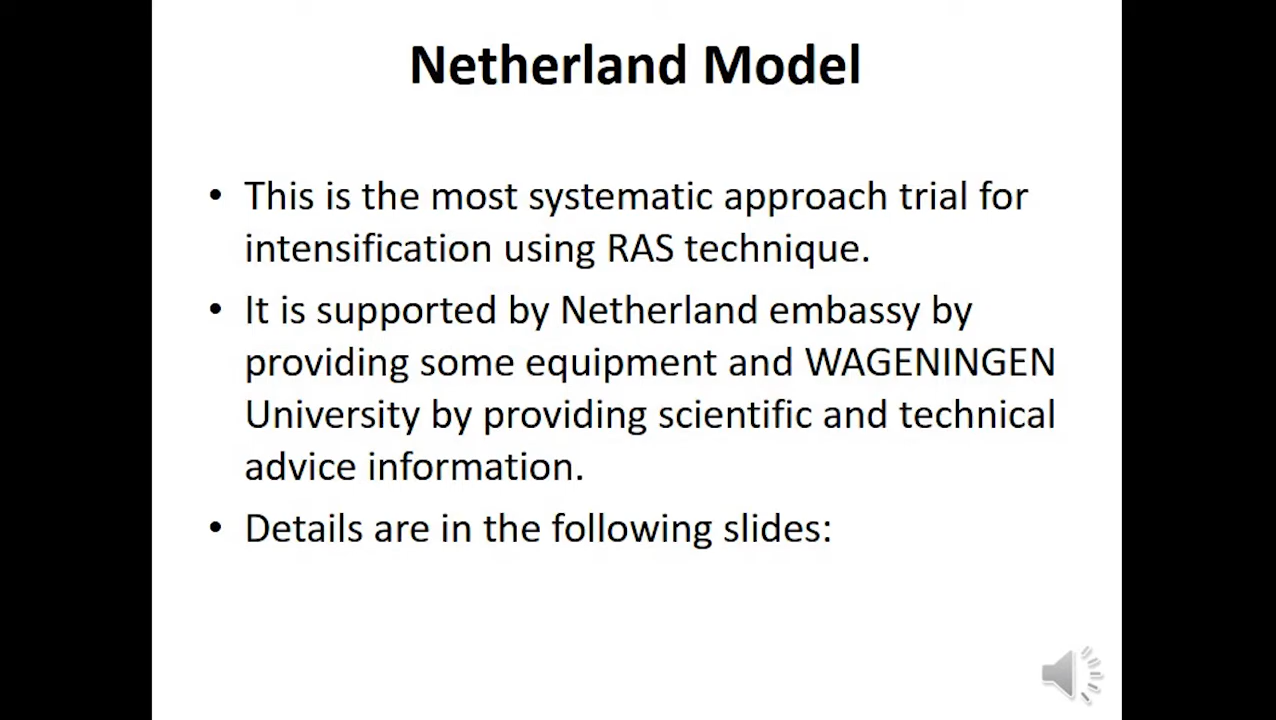 Netherland Model
• This is the most systematic approach trial for
intensification using RAS technique.
• It is supported by Netherland embassy by
providing some equipment and WAGENINGEN
University by providing scientific and technical
advice information.
• Details are in the following slides: